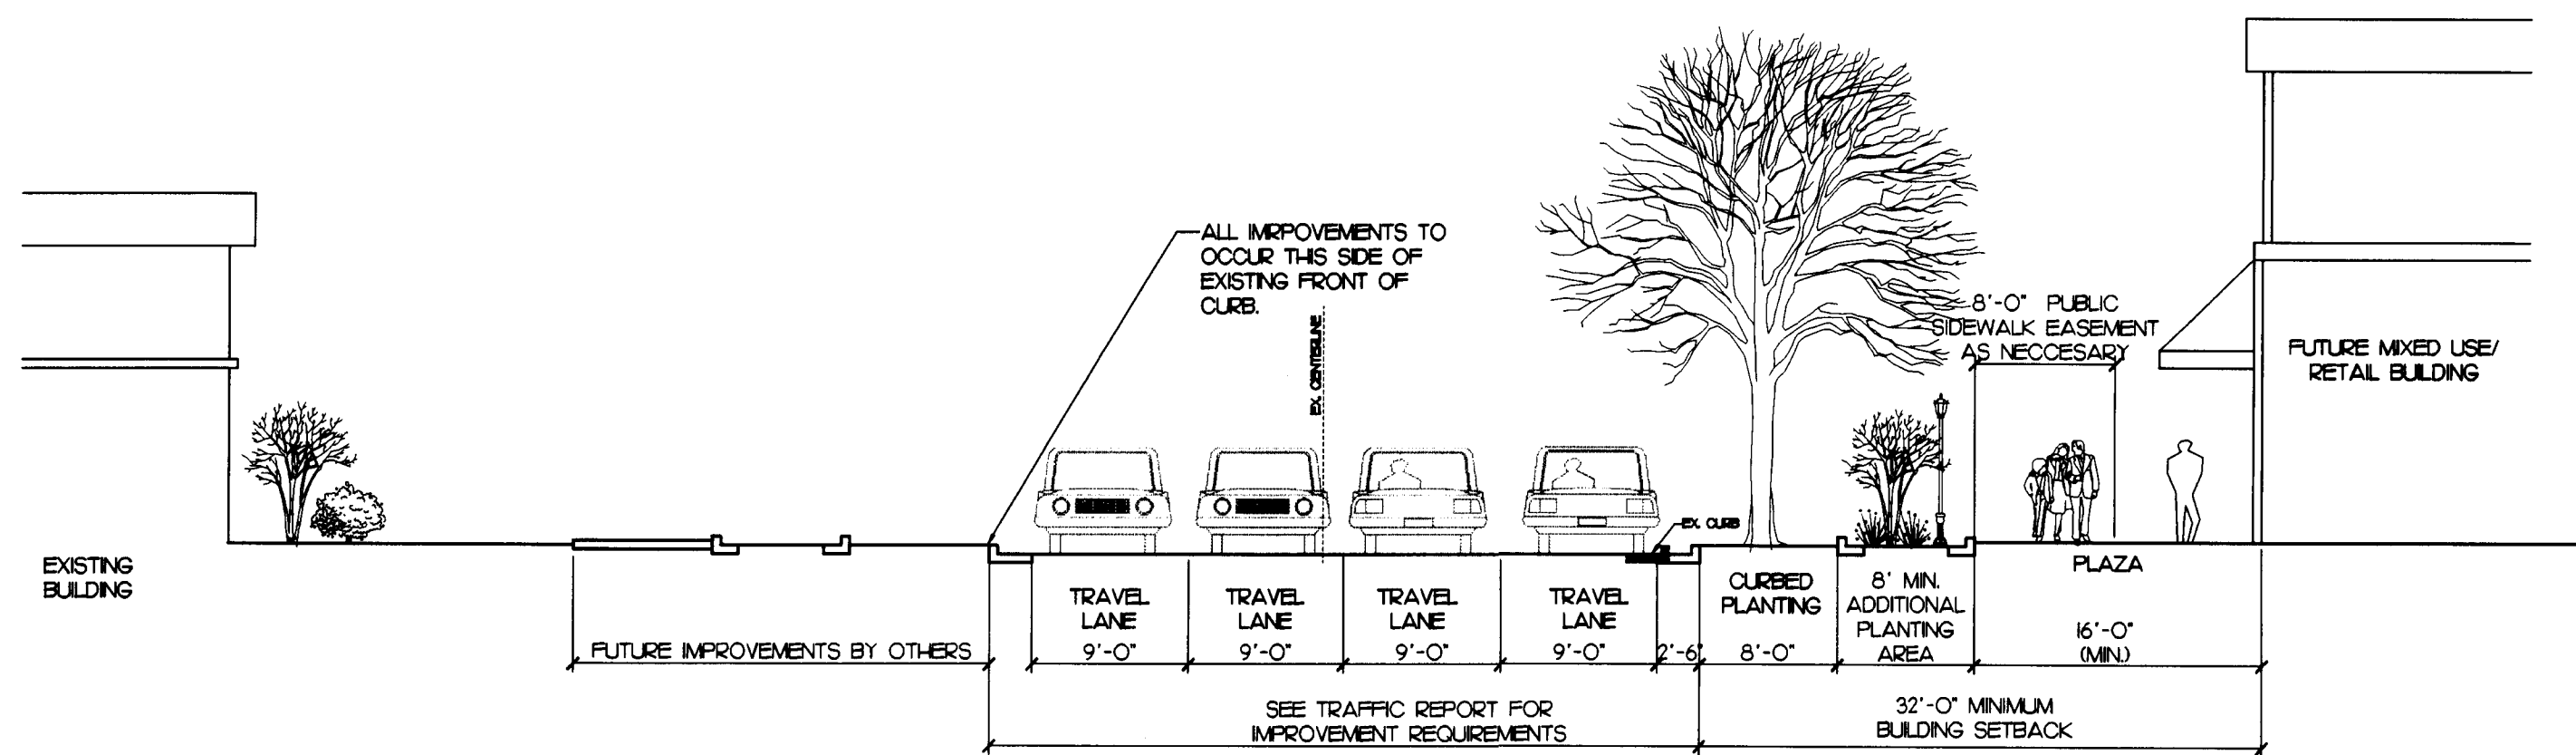 ALL IMRPOVEMENTS TO
OCCUR THIS SIDE OF
EXISTING FRONT OF
CURB.
EX. CENTERLINE
8'-0" PUBLIC
SIDEWALK EASEMENT
AS NECCESARY
FUTURE MIXED USE/
RETAIL BUILDING
EX. CURB
EXISTING
BUILDING
FUTURE IMPROVEMENTS BY OTHERS
TRAVEL
LANE
9'-0"
TRAVEL
LANE
9'-0"
TRAVEL
LANE
9'-0"
TRAVEL
LANE
9'-0"
2'-6"
CURBED
PLANTING
8'-0"
8' MIN.
ADDITIONAL
PLANTING
AREA
PLAZA
16'-0"
(MIN.)
SEE TRAFFIC REPORT FOR
IMPROVEMENT REQUIREMENTS
32'-0" MINIMUM
BUILDING SETBACK